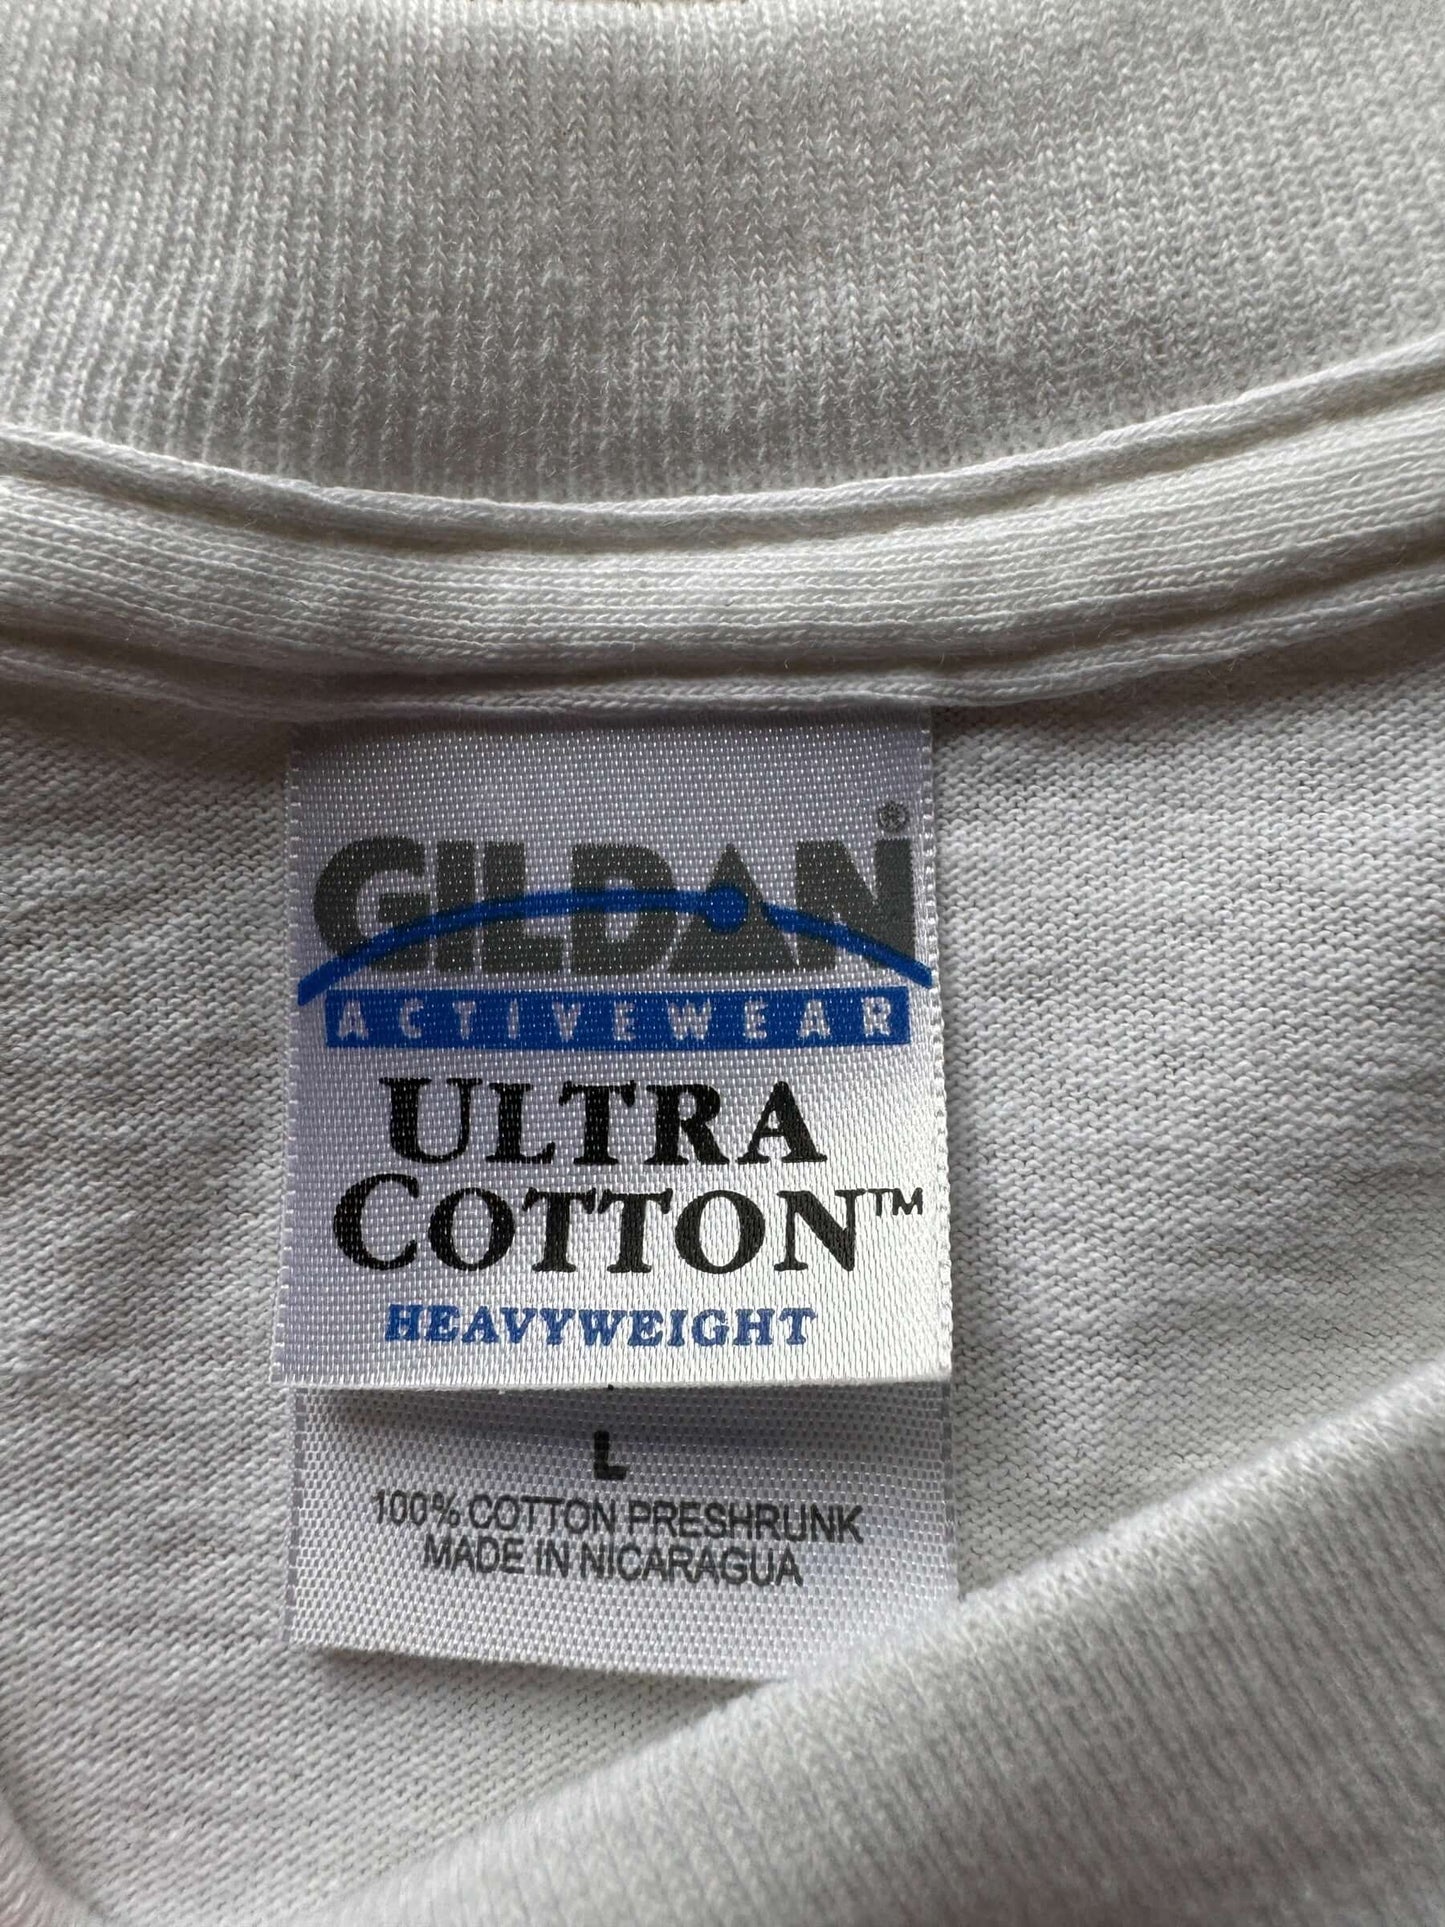 GILDAN®
ACTIVEWEAR
ULTRA
COTTON™
HEAVYWEIGHT
L
100% COTTON PRESHRUNK
MADE IN NICARAGUA